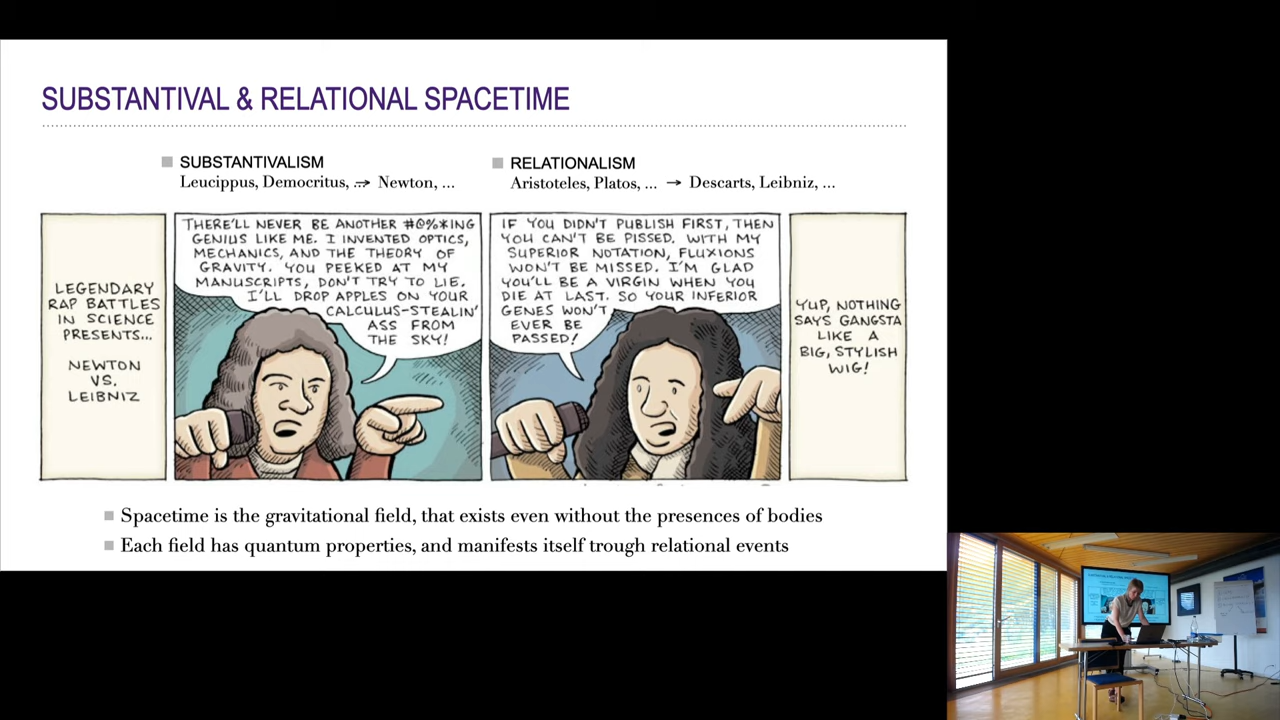 SUBSTANTIVAL & RELATIONAL SPACETIME
SUBSTANTIVALISM
Leucippus, Democritus, ... → Newton, ...
RELATIONALISM
Aristoteles, Platos, ... → Descarts, Leibniz, ...
LEGENDARY
RAP BATTLES
IN SCIENCE
PRESENTS...
NEWTON
VS.
LEIBNIZ
THERE'LL NEVER BE ANOTHER #@%*ING
GENIUS LIKE ME. I INVENTED OPTICS,
MECHANICS, AND THE THEORY OF
GRAVITY. YOU PEEKED AT MY
MANUSCRIPTS, DON'T TRY TO LIE.
I'LL DROP APPLES ON YOUR
CALCULUS-STEALIN'
ASS FROM
THE SKY!
IF YOU DIDN'T PUBLISH FIRST, THEN
YOU CAN'T BE PISSED. WITH MY
SUPERIOR NOTATION, FLUXIONS
WON'T BE MISSED. I'M GLAD
YOU'LL BE A VIRGIN WHEN YOU
DIE AT LAST. SO YOUR INFERIOR
GENES WON'T
EVER BE
PASSED!
YUP, NOTHING
SAYS GANGSTA
LIKE A
BIG, STYLISH
WIG!
Spacetime is the gravitational field, that exists even without the presences of bodies
Each field has quantum properties, and manifests itself trough relational events